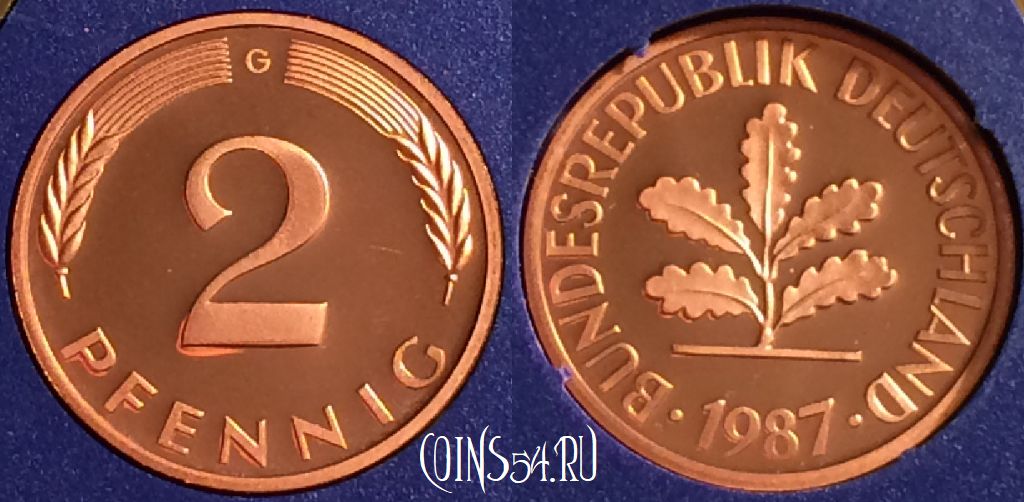 G
2
PFENNIG
BUNDESREPUBLIK DEUTSCHLAND
· 1987 ·
COINS54.RU